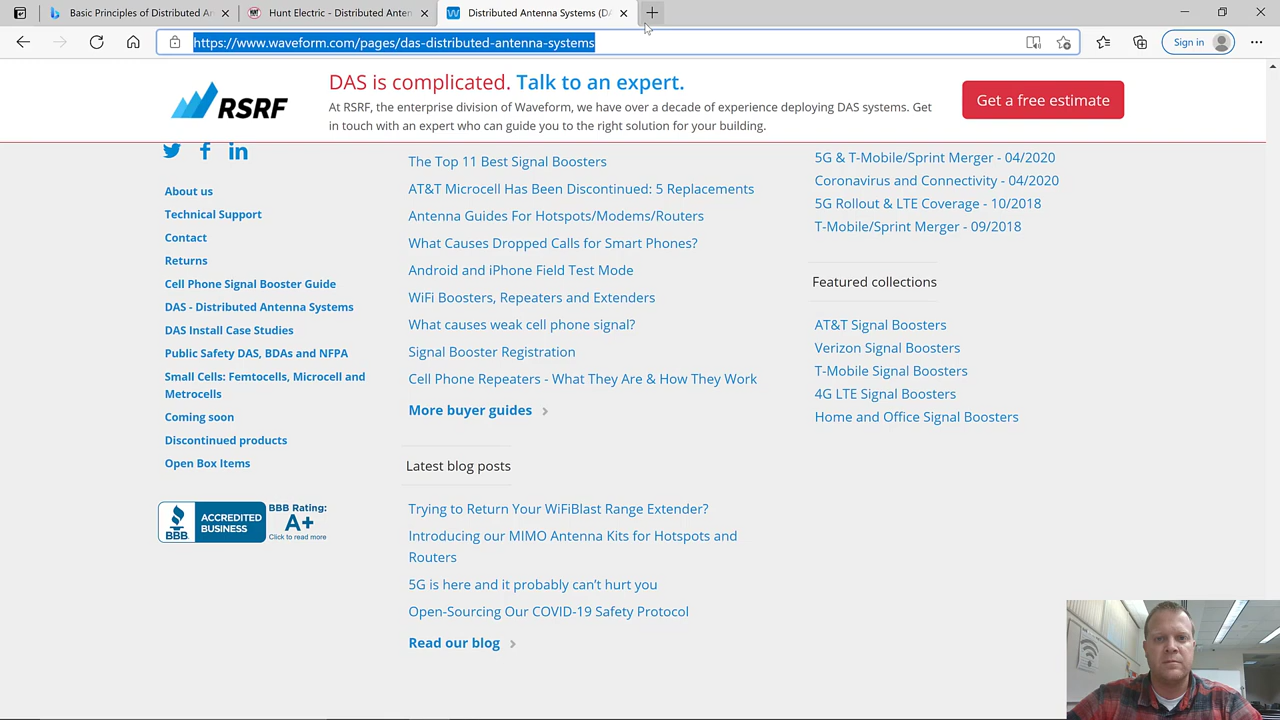 Basic Principles of Distributed An
Hunt Electric - Distributed Anten
Distributed Antenna Systems (DA
https://www.waveform.com/pages/das-distributed-antenna-systems
Sign in
RSRF
DAS is complicated. Talk to an expert.
At RSRF, the enterprise division of Waveform, we have over a decade of experience deploying DAS systems. Get
in touch with an expert who can guide you to the right solution for your building.
Get a free estimate
About us
Technical Support
Contact
Returns
Cell Phone Signal Booster Guide
DAS - Distributed Antenna Systems
DAS Install Case Studies
Public Safety DAS, BDAs and NFPA
Small Cells: Femtocells, Microcell and
Metrocells
Coming soon
Discontinued products
Open Box Items
BBB.
ACCREDITED
BUSINESS
BBB Rating:
A+
Click to read more
The Top 11 Best Signal Boosters
AT&T Microcell Has Been Discontinued: 5 Replacements
Antenna Guides For Hotspots/Modems/Routers
What Causes Dropped Calls for Smart Phones?
Android and iPhone Field Test Mode
WiFi Boosters, Repeaters and Extenders
What causes weak cell phone signal?
Signal Booster Registration
Cell Phone Repeaters - What They Are & How They Work
More buyer guides
Latest blog posts
Trying to Return Your WiFiBlast Range Extender?
Introducing our MIMO Antenna Kits for Hotspots and
Routers
5G is here and it probably can't hurt you
Open-Sourcing Our COVID-19 Safety Protocol
Read our blog
5G & T-Mobile/Sprint Merger - 04/2020
Coronavirus and Connectivity - 04/2020
5G Rollout & LTE Coverage - 10/2018
T-Mobile/Sprint Merger - 09/2018
Featured collections
AT&T Signal Boosters
Verizon Signal Boosters
T-Mobile Signal Boosters
4G LTE Signal Boosters
Home and Office Signal Boosters